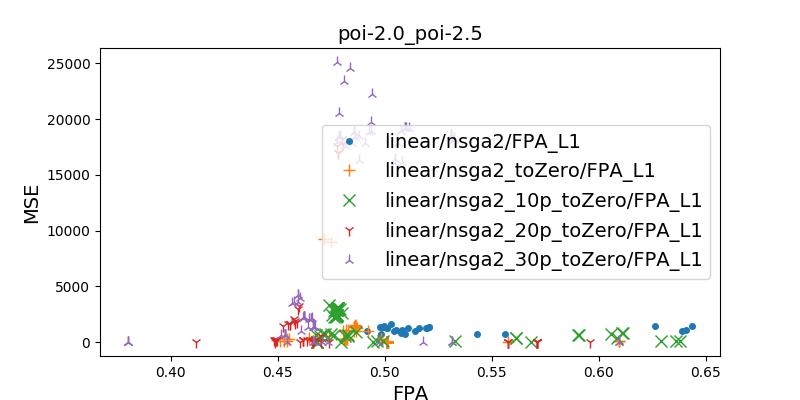 poi-2.0_poi-2.5
25000
20000
15000
10000
5000
0
MSE
linear/nsga2/FPA_L1
linear/nsga2_toZero/FPA_L1
linear/nsga2_10p_toZero/FPA_L1
linear/nsga2_20p_toZero/FPA_L1
linear/nsga2_30p_toZero/FPA_L1
0.40 0.45 0.50 0.55 0.60 0.65
FPA